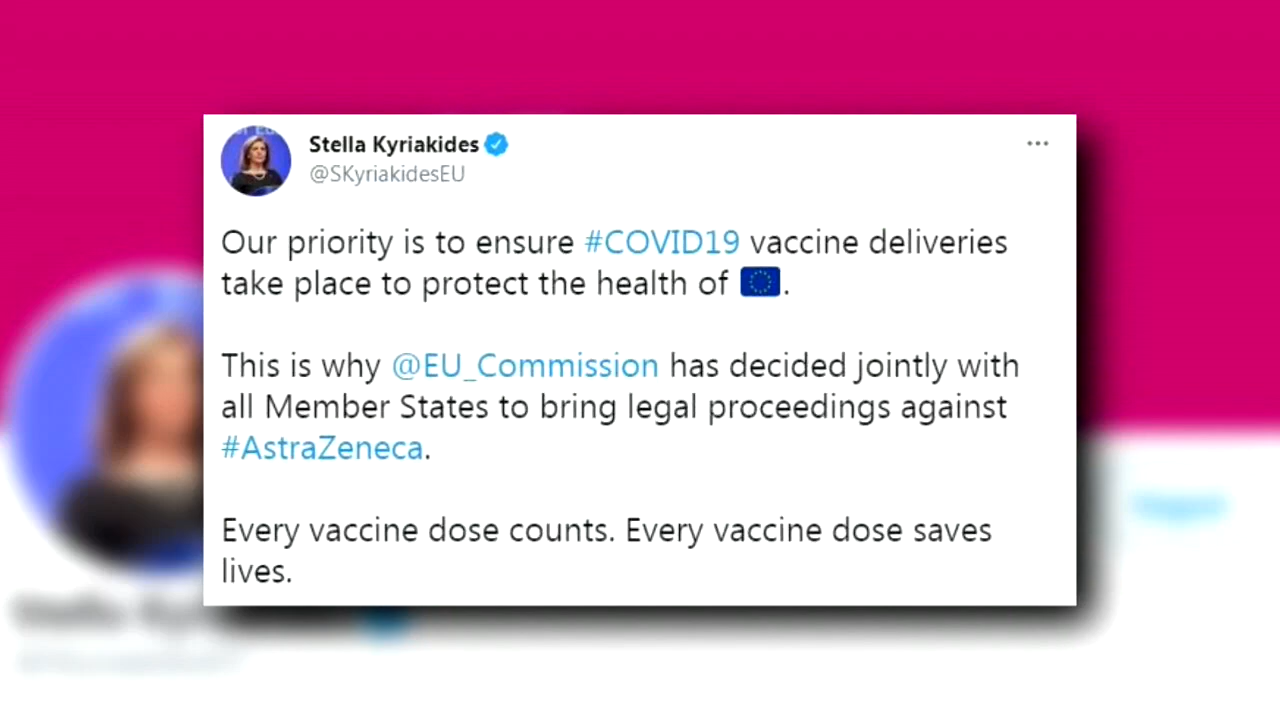 Stella Kyriakides
@SKyriakidesEU
Our priority is to ensure #COVID19 vaccine deliveries
take place to protect the health of 🇪🇺.
This is why @EU_Commission has decided jointly with
all Member States to bring legal proceedings against
#AstraZeneca.
Every vaccine dose counts. Every vaccine dose saves
lives.